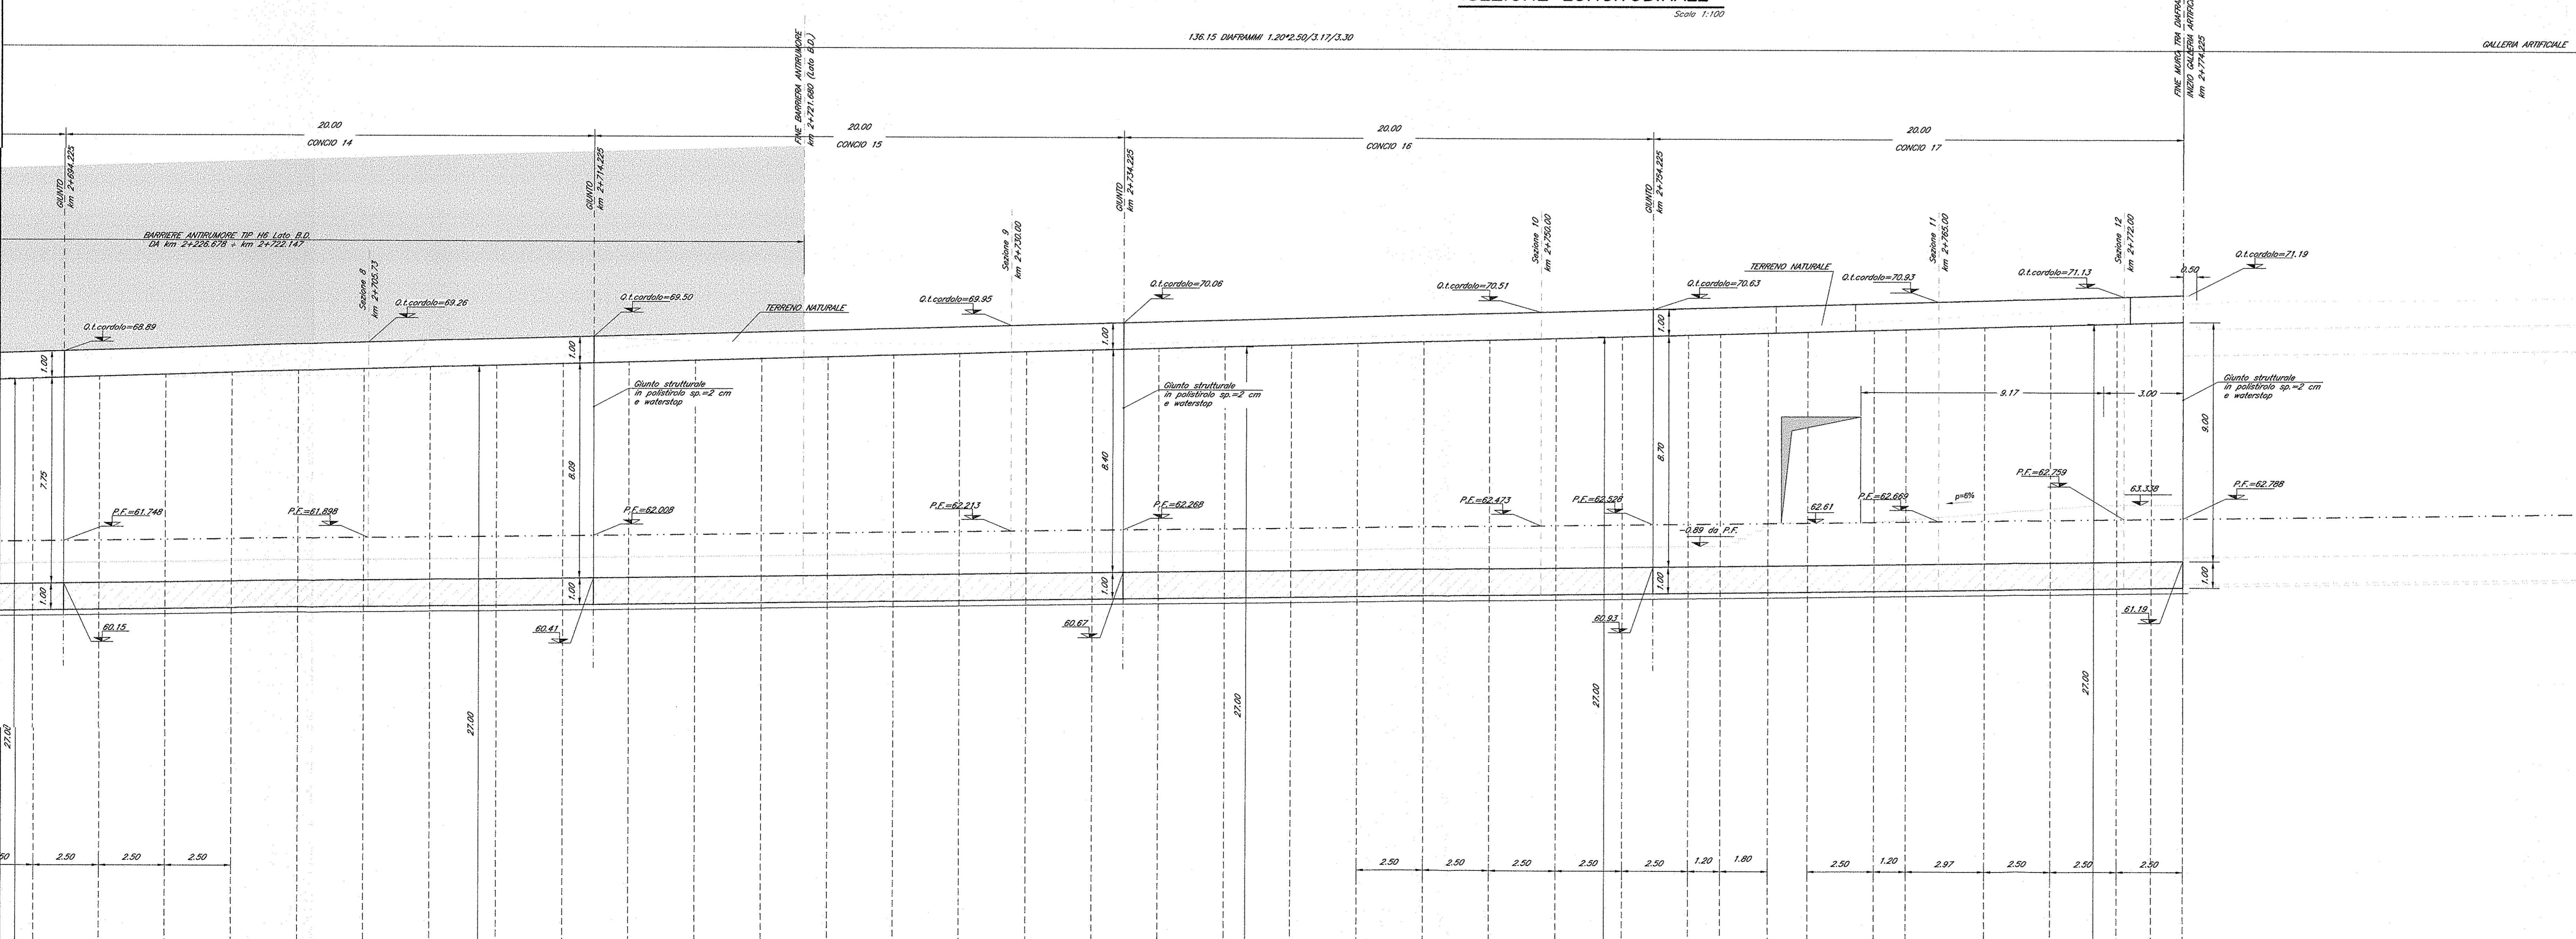 Scala 1:100
136.15 DIAFRAMMI 1.20*2.50/3.17/3.30
GALLERIA ARTIFICIALE
FINE BARRIERA ANTIRUMORE
km 2+721.680 (Lato B.D.)
FINE MURO TRA
INIZIO GALLERIA
km 2+774.225
20.00
CONCIO 14
20.00
CONCIO 15
20.00
CONCIO 16
20.00
CONCIO 17
GIUNTO
km 2+694.225
GIUNTO
km 2+714.225
GIUNTO
km 2+734.225
GIUNTO
km 2+754.225
BARRIERE ANTIRUMORE TIP H6 Lato B.D.
DA km 2+226.678 ÷ km 2+722.147
Sezione 8
km 2+705.73
Sezione 9
km 2+730.00
Sezione 10
km 2+750.00
Sezione 11
km 2+765.00
Sezione 12
km 2+772.00
Q.t.cordolo=68.89
Q.t.cordolo=69.26
Q.t.cordolo=69.50
TERRENO NATURALE
Q.t.cordolo=69.95
Q.t.cordolo=70.06
Q.t.cordolo=70.51
Q.t.cordolo=70.63
TERRENO NATURALE
Q.t.cordolo=70.93
Q.t.cordolo=71.13
0.50
Q.t.cordolo=71.19
1.00
1.00
1.00
1.00
Giunto strutturale
in polistirolo sp.=2 cm
e waterstop
Giunto strutturale
in polistirolo sp.=2 cm
e waterstop
Giunto strutturale
in polistirolo sp.=2 cm
e waterstop
9.17
3.00
7.75
8.09
8.40
8.70
9.00
P.F.=61.748
P.F.=61.898
P.F.=62.008
P.F.=62.213
P.F.=62.268
P.F.=62.473
P.F.=62.528
62.61
P.F.=62.669
p=6%
P.F.=62.759
63.338
P.F.=62.788
-0.89 da P.F.
1.00
1.00
1.00
1.00
1.00
60.15
60.41
60.67
60.93
61.19
27.00
27.00
27.00
27.00
27.00
50
2.50
2.50
2.50
2.50
2.50
2.50
2.50
2.50
1.20
1.80
2.50
1.20
2.97
2.50
2.50
2.50